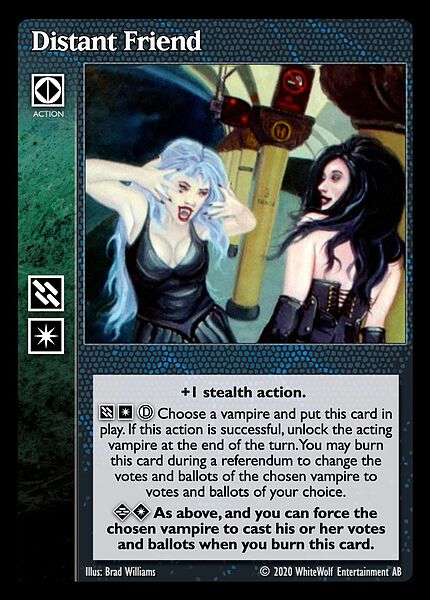 Distant Friend
ACTION
+1 stealth action.
D Choose a vampire and put this card in
play. If this action is successful, unlock the acting
vampire at the end of the turn. You may burn
this card during a referendum to change the
votes and ballots of the chosen vampire to
votes and ballots of your choice.
As above, and you can force the
chosen vampire to cast his or her votes
and ballots when you burn this card.
Illus: Brad Williams
© 2020 WhiteWolf Entertainment AB